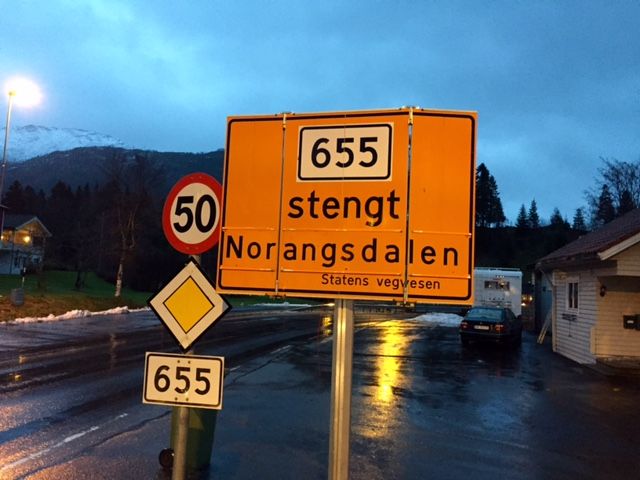 655
stengt
Norangsdalen
Statens vegvesen
50
655